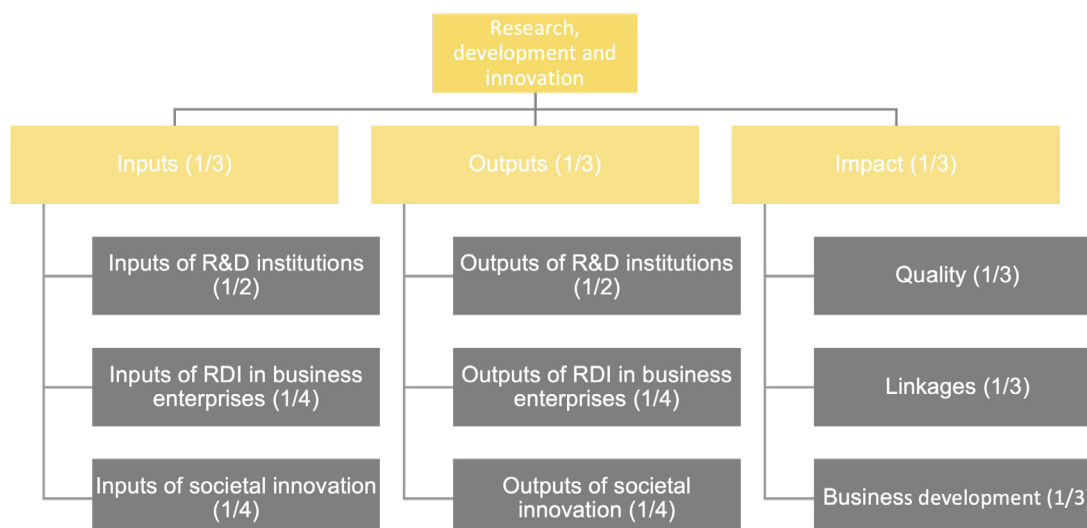 Research,
development and
innovation
Inputs (1/3)
Outputs (1/3)
Impact (1/3)
Inputs of R&D institutions
(1/2)
Inputs of RDI in business
enterprises (1/4)
Inputs of societal innovation
(1/4)
Outputs of R&D institutions
(1/2)
Outputs of RDI in business
enterprises (1/4)
Outputs of societal
innovation (1/4)
Quality (1/3)
Linkages (1/3)
Business development (1/3